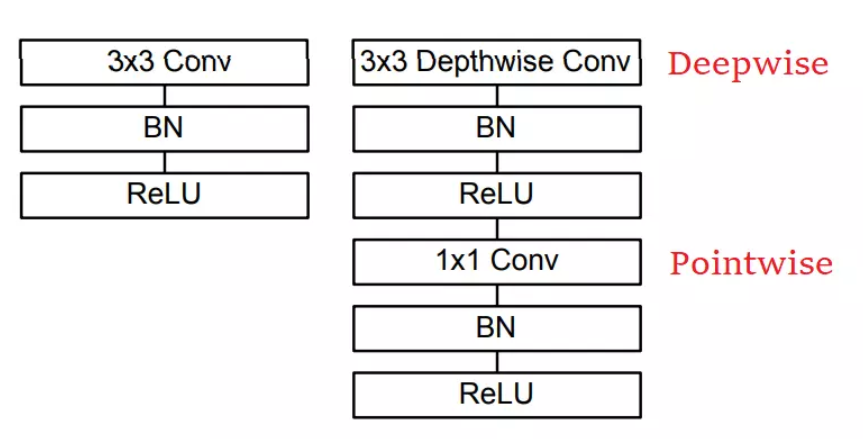 3x3 Conv
BN
ReLU
3x3 Depthwise Conv
Deepwise
BN
ReLU
1x1 Conv
Pointwise
BN
ReLU